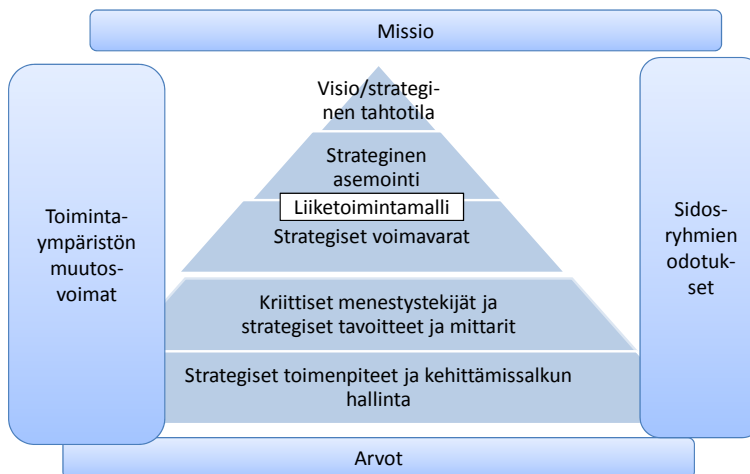 Missio
Visio/strategi-
nen tahtotila
Strateginen
asemointi
Liiketoimintamalli
Strategiset voimavarat
Toiminta-
ympäristön
muutos-
voimat
Sidos-
ryhmien
odotuk-
set
Kriittiset menestystekijät ja
strategiset tavoitteet ja mittarit
Strategiset toimenpiteet ja kehittämissalkun
hallinta
Arvot